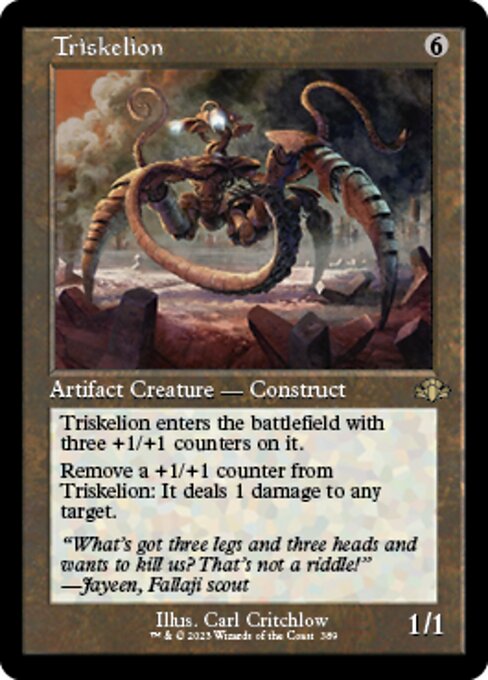 Triskelion 6
Artifact Creature — Construct
Triskelion enters the battlefield with
three +1/+1 counters on it.
Remove a +1/+1 counter from
Triskelion: It deals 1 damage to any
target.
“What's got three legs and three heads and
wants to kill us? That's not a riddle!”
—Jayeen, Fallaji scout
Illus. Carl Critchlow
™ & © 2023 Wizards of the Coast 389
1/1